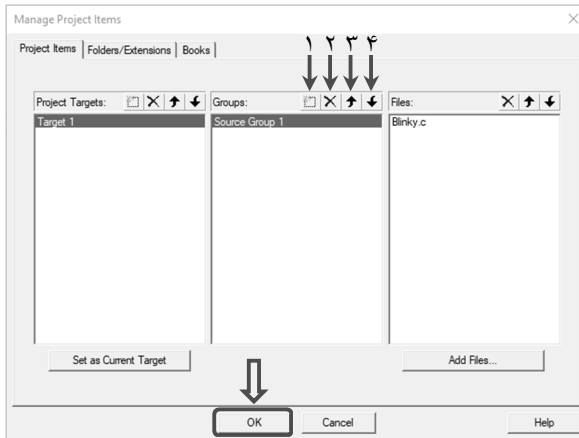 Manage Project Items
Project Items Folders/Extensions Books
۱ ۲ ۳ ۴
Project Targets: Groups: Files:
Target 1 Source Group 1 Blinky.c
Set as Current Target Add Files...
OK Cancel Help